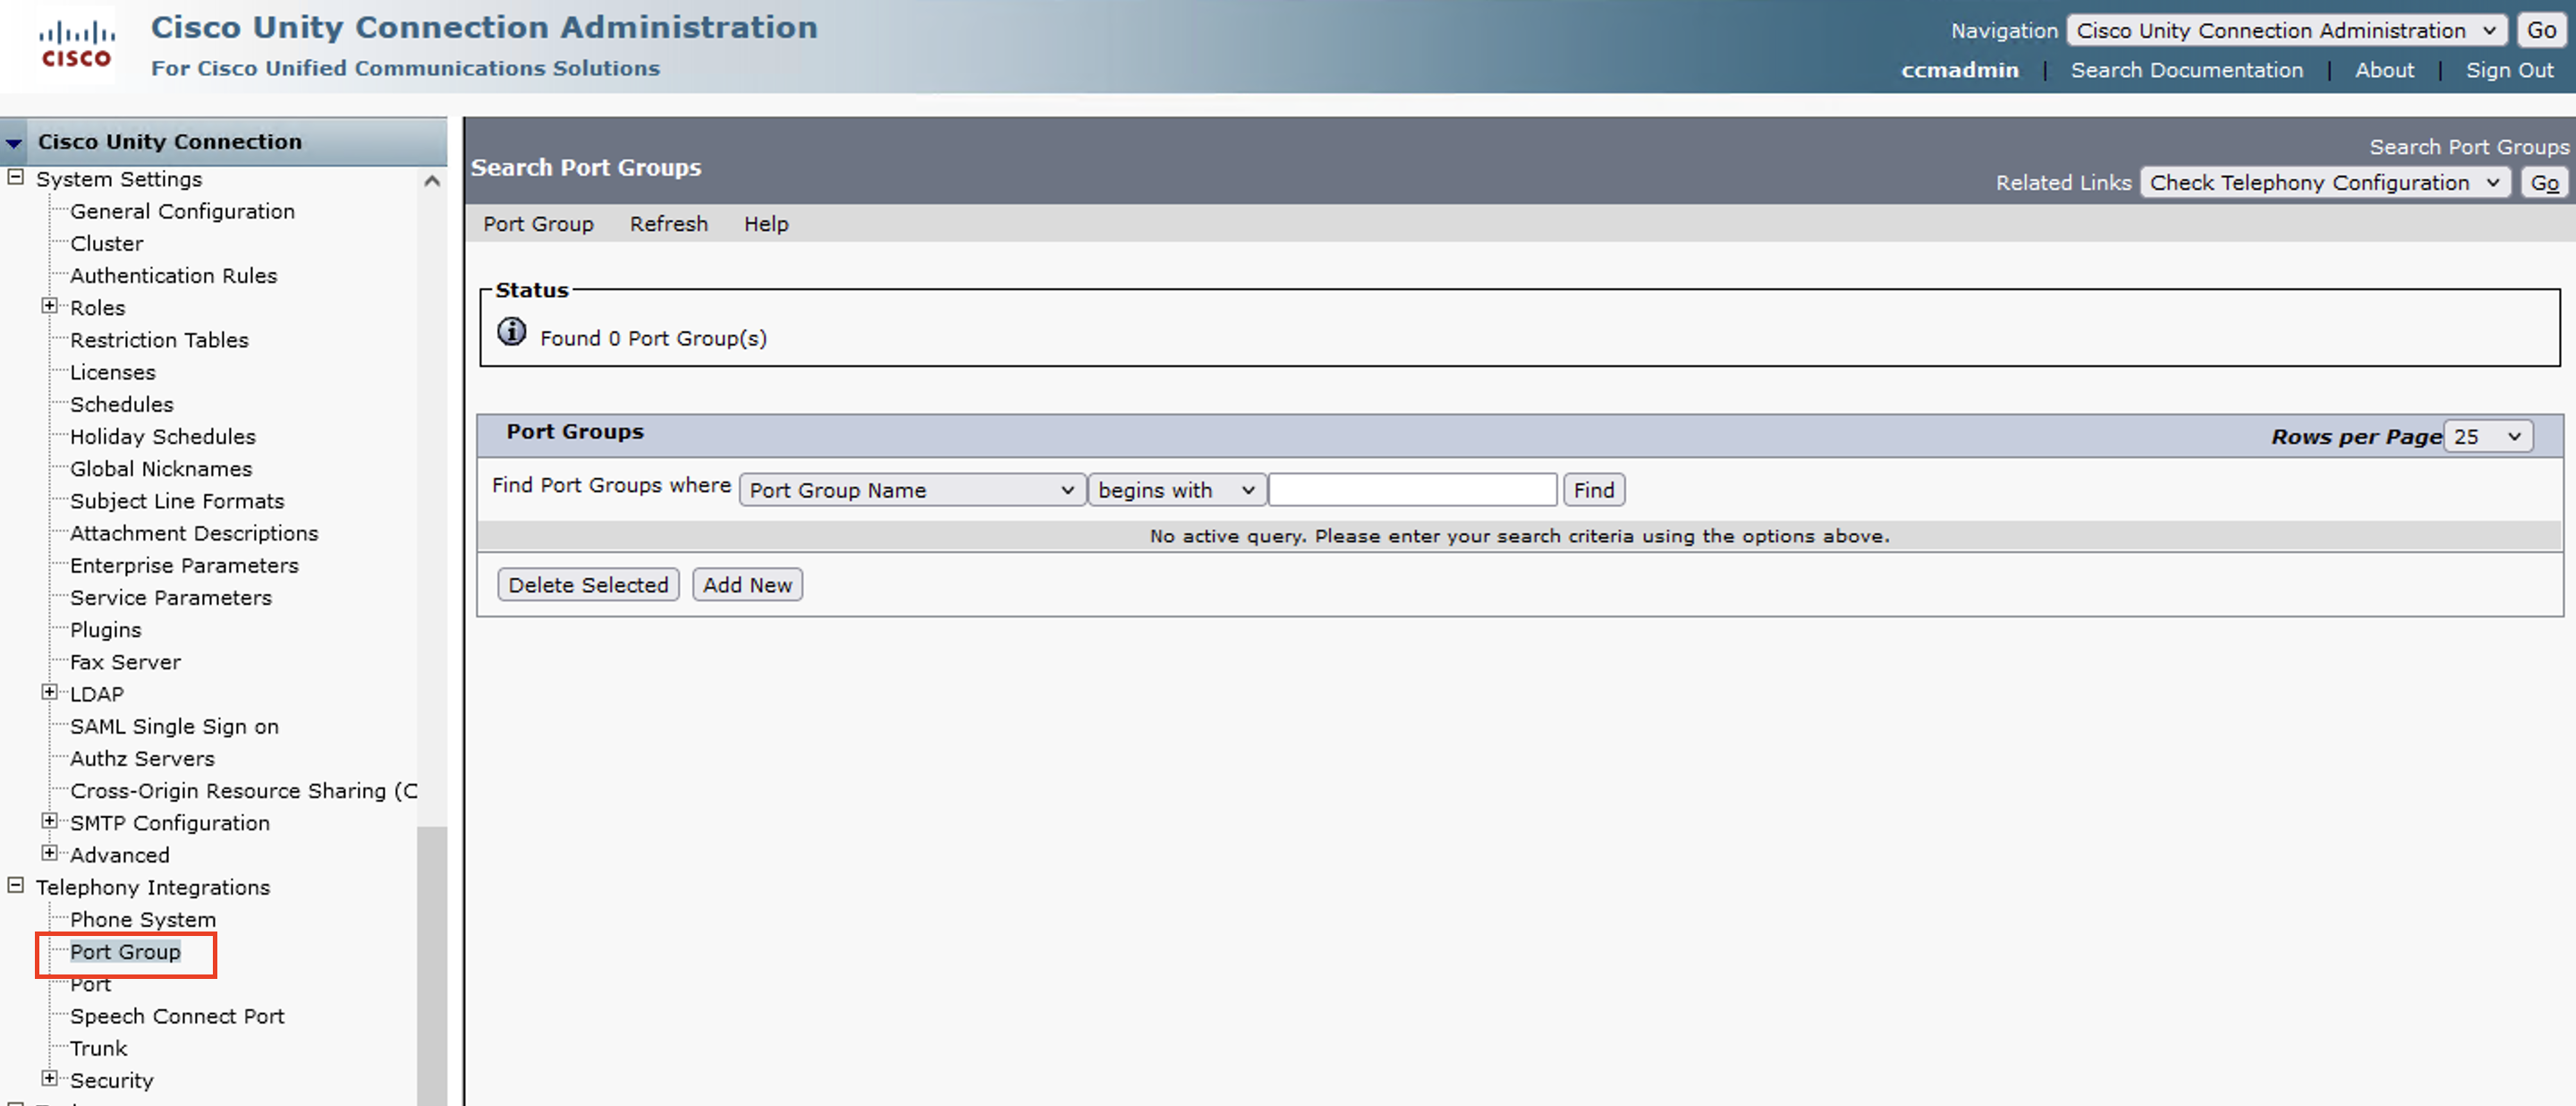 CISCO
Cisco Unity Connection Administration
For Cisco Unified Communications Solutions
Navigation Cisco Unity Connection Administration Go
ccmadmin | Search Documentation | About | Sign Out
Cisco Unity Connection
System Settings
General Configuration
Cluster
Authentication Rules
Roles
Restriction Tables
Licenses
Schedules
Holiday Schedules
Global Nicknames
Subject Line Formats
Attachment Descriptions
Enterprise Parameters
Service Parameters
Plugins
Fax Server
LDAP
SAML Single Sign on
Authz Servers
Cross-Origin Resource Sharing (C
SMTP Configuration
Advanced
Telephony Integrations
Phone System
Port Group
Port
Speech Connect Port
Trunk
Security
Search Port Groups
Search Port Groups
Related Links Check Telephony Configuration Go
Port Group Refresh Help
Status
Found 0 Port Group(s)
Port Groups
Rows per Page 25
Find Port Groups where Port Group Name begins with Find
No active query. Please enter your search criteria using the options above.
Delete Selected Add New